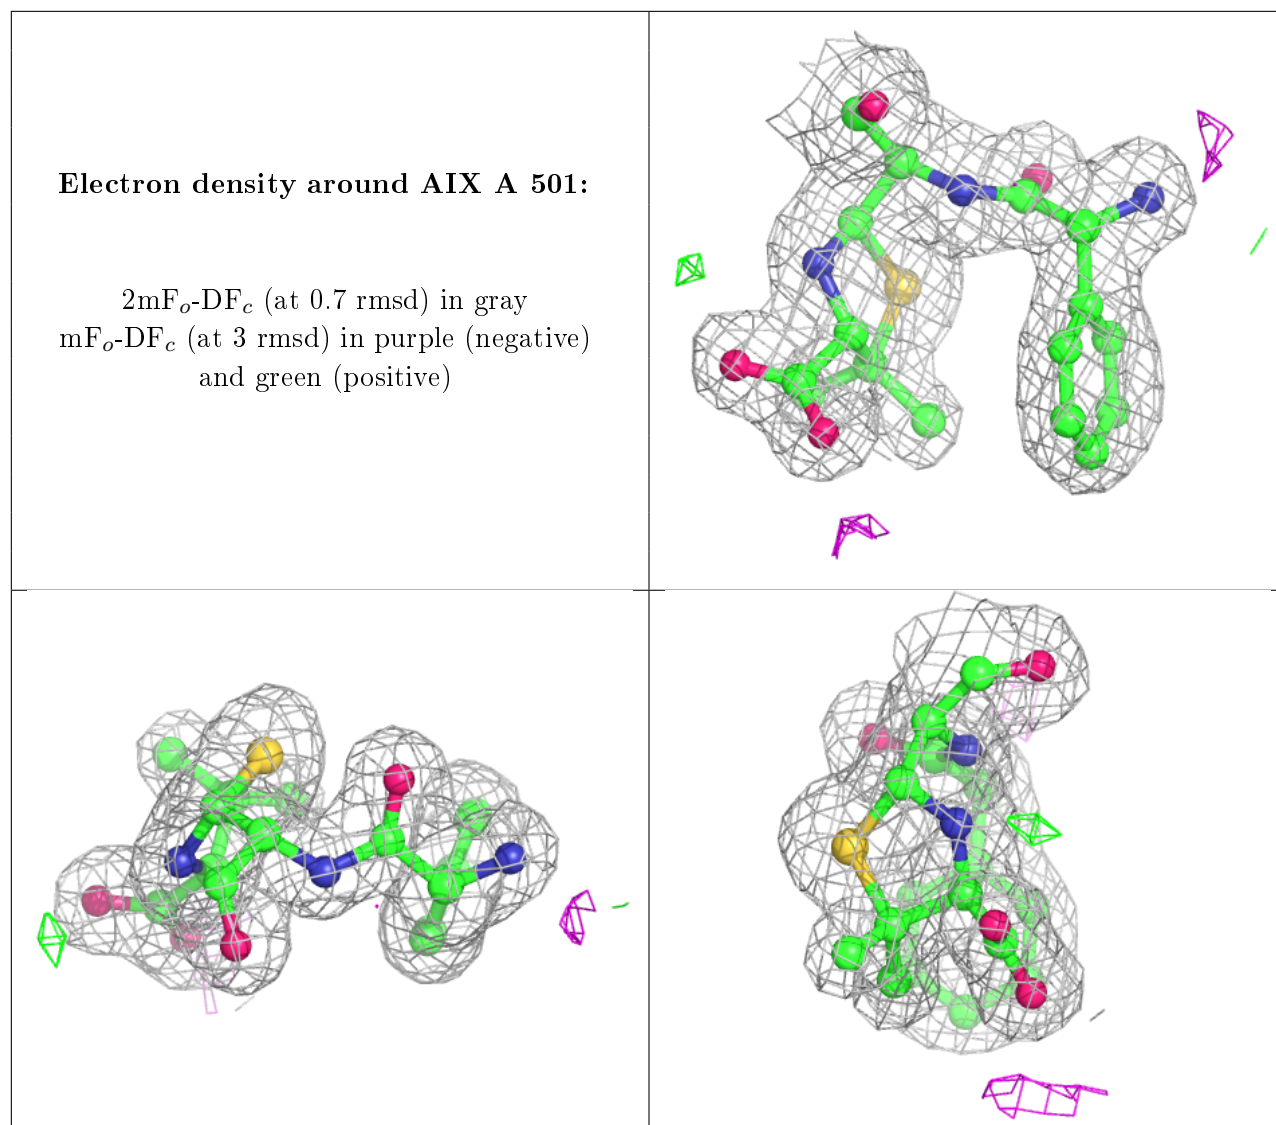 Electron density around AIX A 501:
2mFₒ-DF𝒸 (at 0.7 rmsd) in gray
mFₒ-DF𝒸 (at 3 rmsd) in purple (negative)
and green (positive)